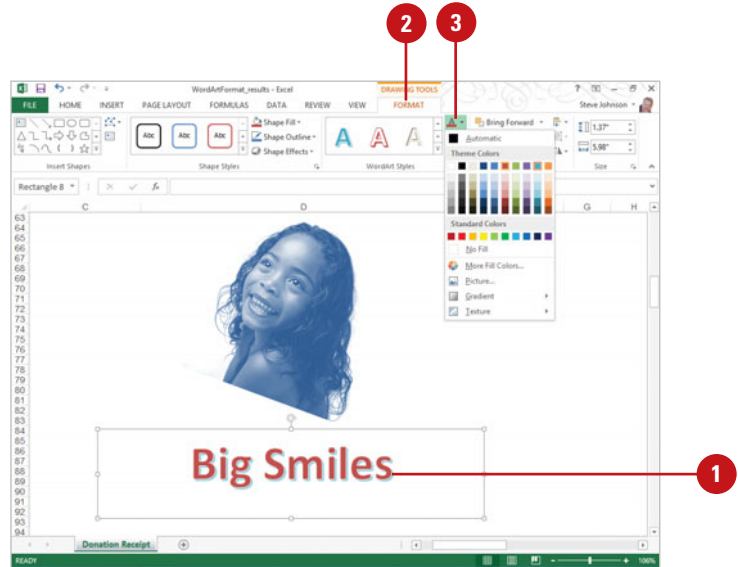 2 3
WordArtFormat_results - Excel DRAWING TOOLS ?
FILE HOME INSERT PAGE LAYOUT FORMULAS DATA REVIEW VIEW FORMAT Steve Johnson
Abc Abc Abc Shape Fill A A A A Bring Forward 1.37"
Shape Outline Automatic
Shape Effects Theme Colors 5.98"
Insert Shapes Shape Styles WordArt Styles Size
Rectangle 8 fx
C D G H
Standard Colors
No Fill
More Fill Colors...
Picture...
Gradient
Texture
63
64
65
66
67
68
69
70
71
72
73
74
75
76
77
78
79
80
81
82
83
84
85
86
87
88
89
90
91
92
93
94
Big Smiles
1
Donation Receipt
READY 106%